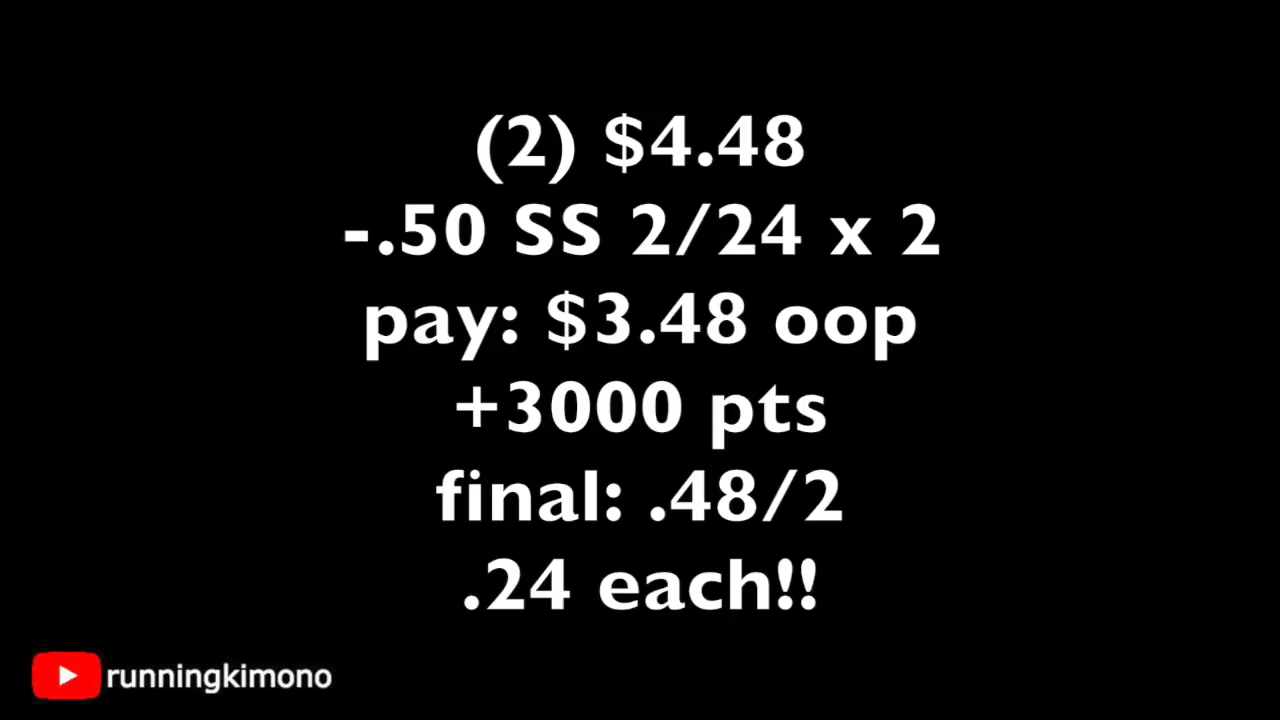 (2) $4.48
-.50 SS 2/24 x 2
pay: $3.48 oop
+3000 pts
final: .48/2
.24 each!!
runningkimono